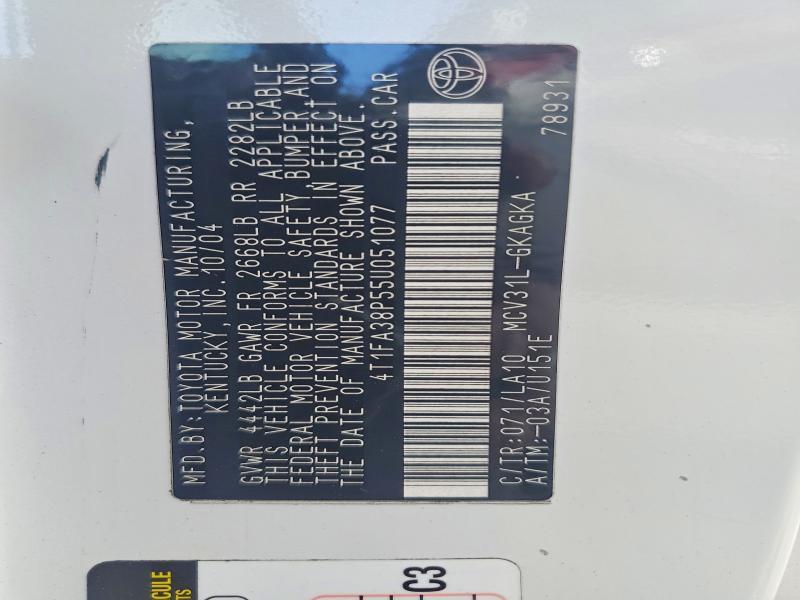 MFD.BY:TOYOTA MOTOR MANUFACTURING,
KENTUCKY, INC. 10/04
GVWR 4442LB GAWR FR 2668LB RR 2282LB
THIS VEHICLE CONFORMS TO ALL APPLICABLE
FEDERAL MOTOR VEHICLE SAFETY, BUMPER, AND
THEFT PREVENTION STANDARDS IN EFFECT ON
THE DATE OF MANUFACTURE SHOWN ABOVE.
4T1FA38P55U051077 PASS.CAR
C/TR:071/LA10 MCV31L-GKAGKA
A/TM:-03A/U151E 78931
C3